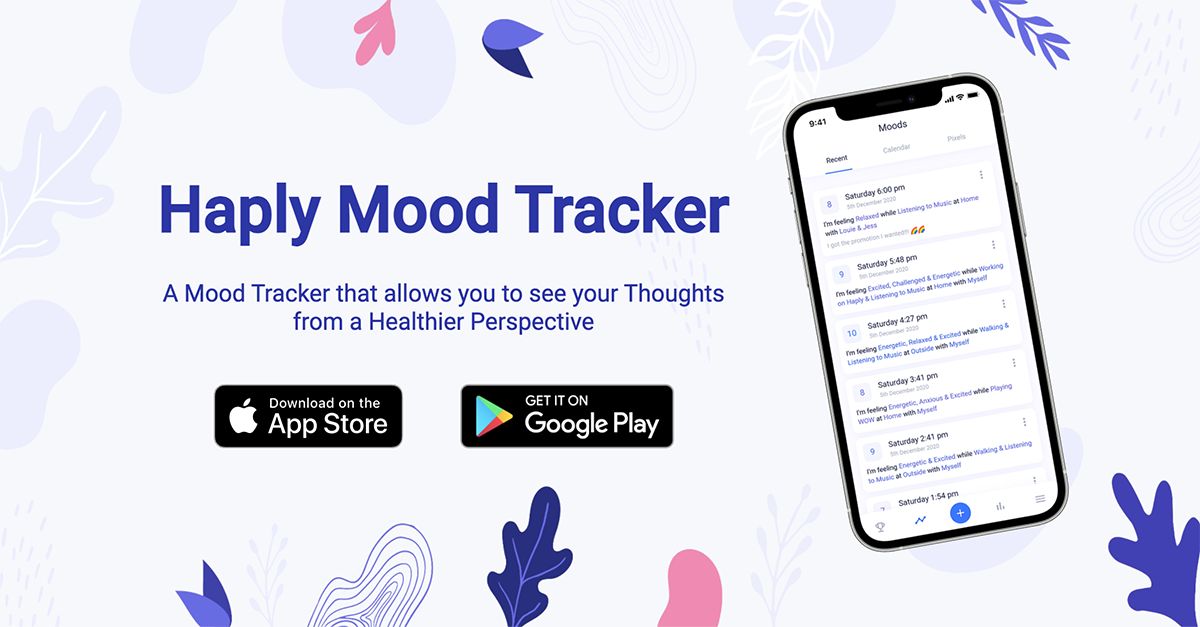 Haply Mood Tracker
A Mood Tracker that allows you to see your Thoughts
from a Healthier Perspective
Download on the
App Store
GET IT ON
Google Play
9:41
Moods
Recent
Calendar
Pixels
8
Saturday 6:00 pm
5th December 2020
I'm feeling Relaxed while Listening to Music at Home
with Louie & Jess
I got the promotion I wanted!!! 🌈🌈
9
Saturday 5:48 pm
5th December 2020
I'm feeling Excited, Challenged & Energetic while Working
on Haply & Listening to Music at Home with Myself
10
Saturday 4:27 pm
5th December 2020
I'm feeling Energetic, Relaxed & Excited while Walking &
Listening to Music at Outside with Myself
8
Saturday 3:41 pm
5th December 2020
I'm feeling Energetic, Anxious & Excited while Playing
WOW at Home with Myself
9
Saturday 2:41 pm
5th December 2020
I'm feeling Energetic & Excited while Walking & Listening
to Music at Outside with Myself
Saturday 1:54 pm